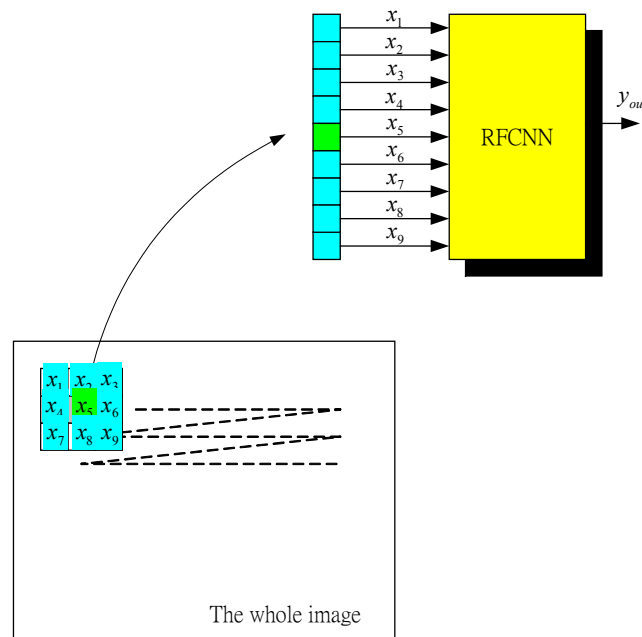 x₁
x₂
x₃
x₄
x₅
x₆
x₇
x₈
x₉
RFCNN
y_ou
x₁ x₂ x₃
x₄ x₅ x₆
x₇ x₈ x₉
The whole image